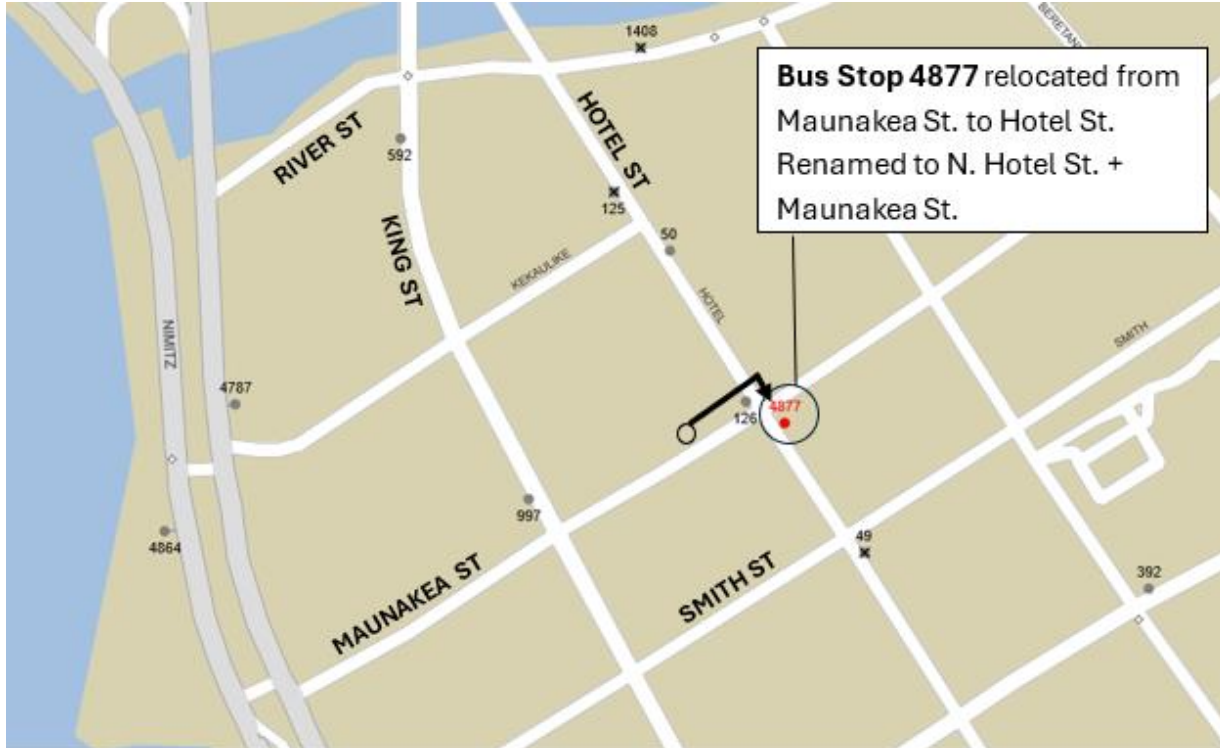 1408
BERETAN
Bus Stop 4877 relocated from
Maunakea St. to Hotel St.
Renamed to N. Hotel St. +
Maunakea St.
RIVER ST
592
HOTEL ST
125
50
KING ST
KEKAULIKE
HOTEL
NIMITZ
SMITH
4787
126
4877
997
4864
49
MAUNAKEA ST
SMITH ST
392